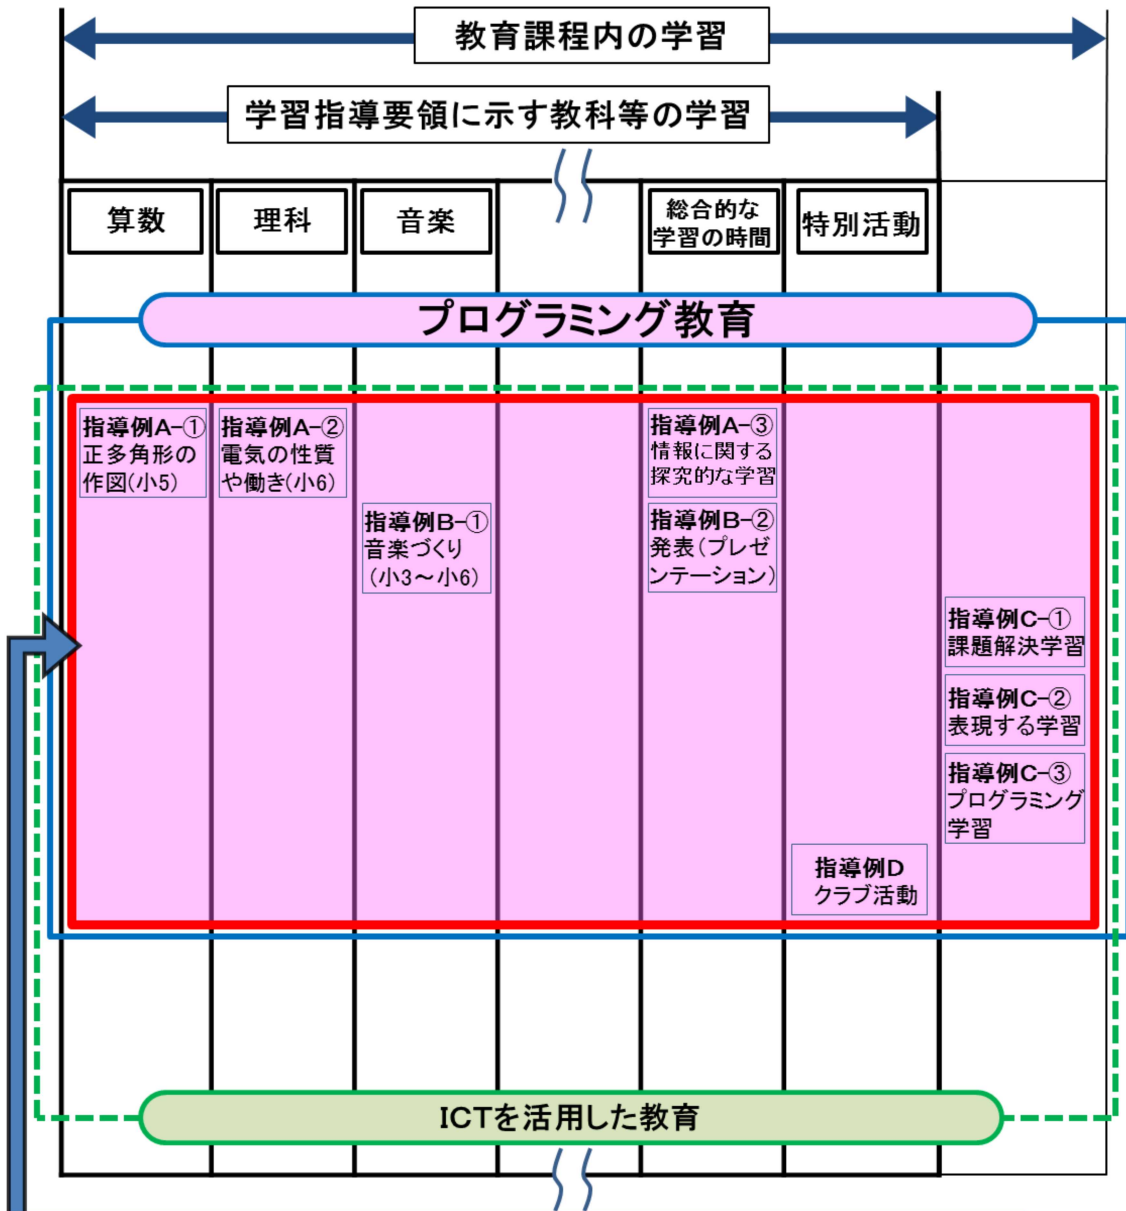 教育課程内の学習
学習指導要領に示す教科等の学習
算数
理科
音楽
総合的な
学習の時間
特別活動
プログラミング教育
指導例A-①
正多角形の
作図(小5)
指導例A-②
電気の性質
や働き(小6)
指導例B-①
音楽づくり
(小3～小6)
指導例A-③
情報に関する
探究的な学習
指導例B-②
発表(プレゼ
ンテーション)
指導例C-①
課題解決学習
指導例C-②
表現する学習
指導例C-③
プログラミング
学習
指導例D
クラブ活動
ICTを活用した教育